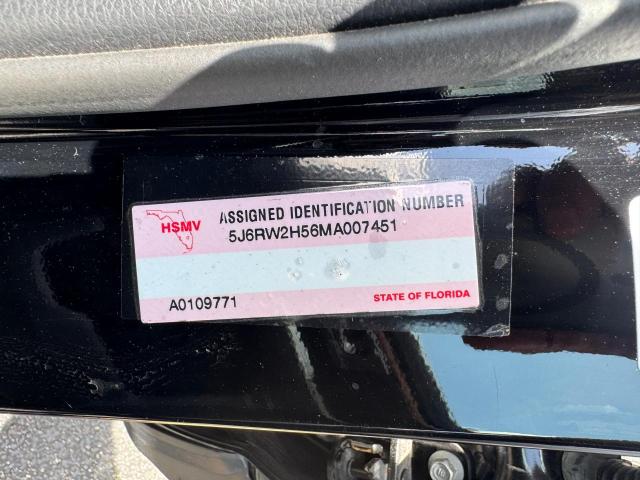 HSMV
ASSIGNED IDENTIFICATION NUMBER
5J6RW2H56MA007451
A0109771
STATE OF FLORIDA